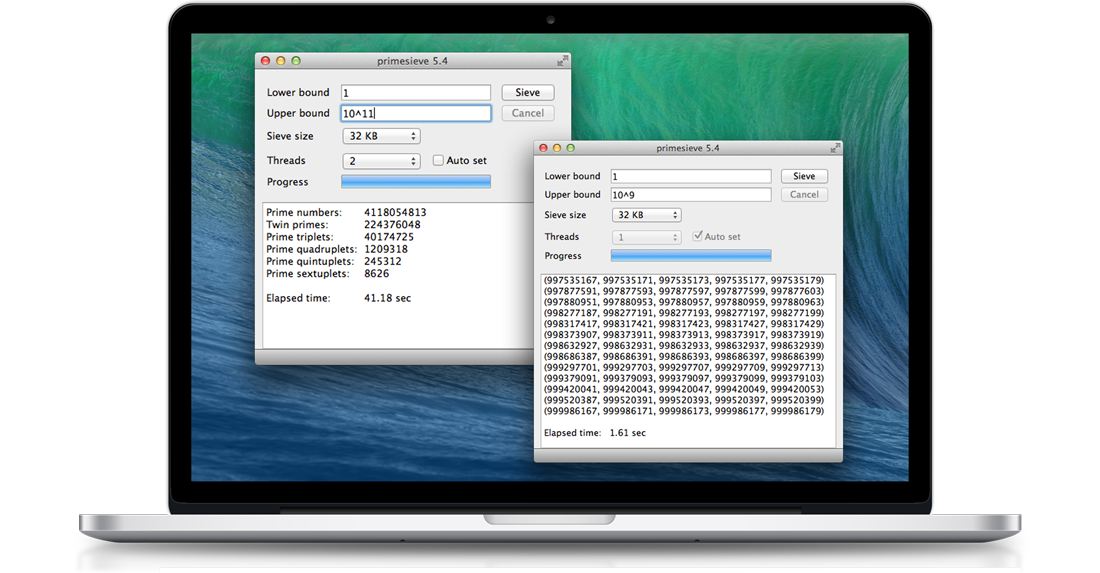 primesieve 5.4
Lower bound 1 Sieve
Upper bound 10^11 Cancel
Sieve size 32 KB
Threads 2 Auto set
Progress
Prime numbers: 4118054813
Twin primes: 224376048
Prime triplets: 40174725
Prime quadruplets: 1209318
Prime quintuplets: 245312
Prime sextuplets: 8626
Elapsed time: 41.18 sec
primesieve 5.4
Lower bound 1 Sieve
Upper bound 10^9 Cancel
Sieve size 32 KB
Threads 1 Auto set
Progress
(997535167, 997535171, 997535173, 997535177, 997535179)
(997877591, 997877593, 997877597, 997877599, 997877603)
(997880951, 997880953, 997880957, 997880959, 997880963)
(998277187, 998277191, 998277193, 998277197, 998277199)
(998317417, 998317421, 998317423, 998317427, 998317429)
(998373907, 998373911, 998373913, 998373917, 998373919)
(998632927, 998632931, 998632933, 998632937, 998632939)
(998686387, 998686391, 998686393, 998686397, 998686399)
(999297701, 999297703, 999297707, 999297709, 999297713)
(999379091, 999379093, 999379097, 999379099, 999379103)
(999420041, 999420043, 999420047, 999420049, 999420053)
(999520387, 999520391, 999520393, 999520397, 999520399)
(999986167, 999986171, 999986173, 999986177, 999986179)
Elapsed time: 1.61 sec